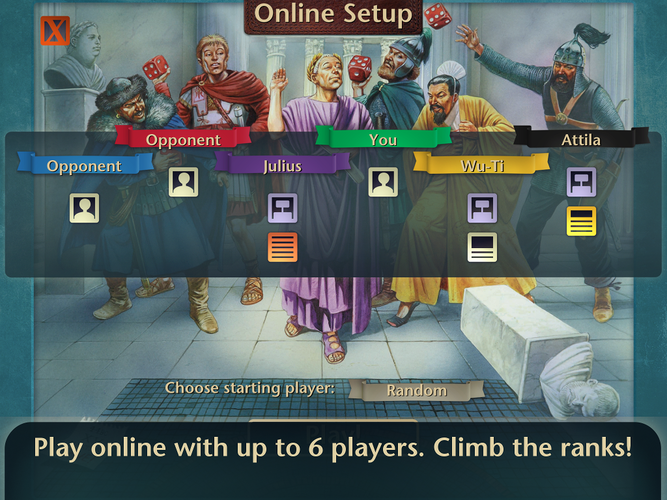 Online Setup
X
Opponent
You
Attila
Opponent
Julius
Wu-Ti
Choose starting player:
Random
Play online with up to 6 players. Climb the ranks!